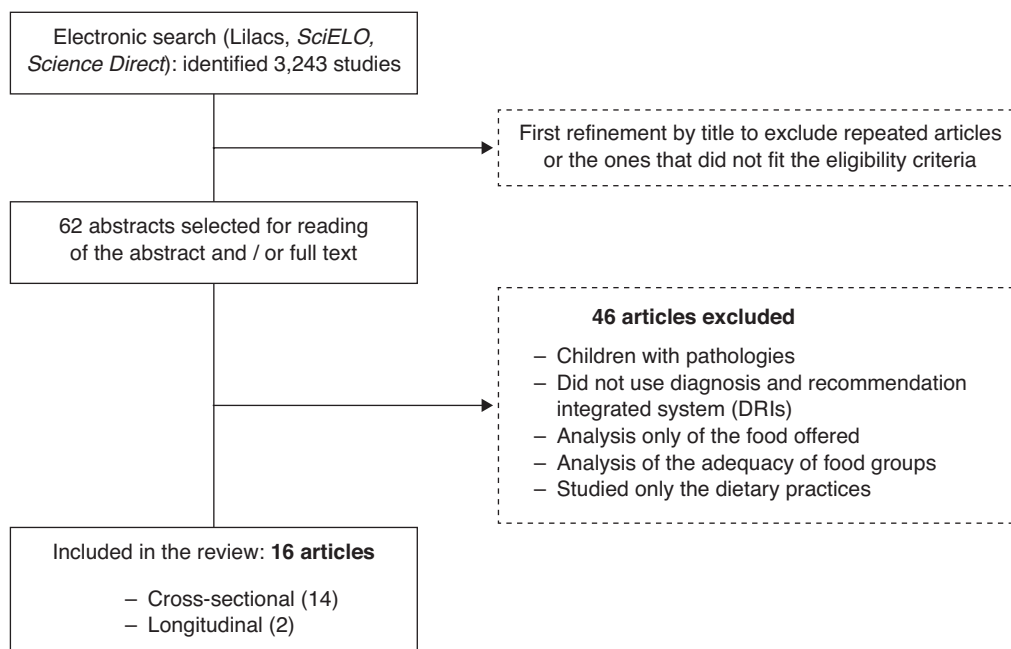 Electronic search (Lilacs, SciELO,
Science Direct): identified 3,243 studies
First refinement by title to exclude repeated articles
or the ones that did not fit the eligibility criteria
62 abstracts selected for reading
of the abstract and / or full text
46 articles excluded
– Children with pathologies
– Did not use diagnosis and recommendation
integrated system (DRIs)
– Analysis only of the food offered
– Analysis of the adequacy of food groups
– Studied only the dietary practices
Included in the review: 16 articles
– Cross-sectional (14)
– Longitudinal (2)